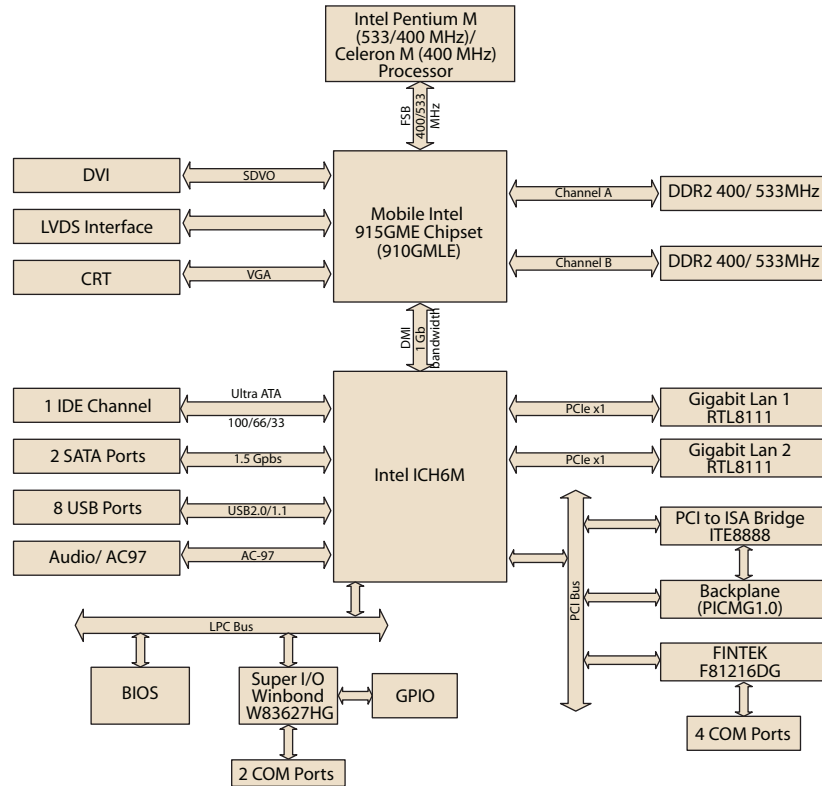 Intel Pentium M
(533/400 MHz)/
Celeron M (400 MHz)
Processor
FSB
400/533
MHz
DVI
SDVO
LVDS Interface
CRT
VGA
Mobile Intel
915GME Chipset
(910GMLE)
Channel A
DDR2 400/ 533MHz
Channel B
DDR2 400/ 533MHz
DMI
1 Gb
bandwidth
1 IDE Channel
Ultra ATA
100/66/33
2 SATA Ports
1.5 Gpbs
8 USB Ports
USB2.0/1.1
Audio/ AC97
AC-97
Intel ICH6M
PCIe x1
Gigabit Lan 1
RTL8111
PCIe x1
Gigabit Lan 2
RTL8111
PCI Bus
PCI to ISA Bridge
ITE8888
Backplane
(PICMG1.0)
FINTEK
F81216DG
4 COM Ports
LPC Bus
BIOS
Super I/O
Winbond
W83627HG
GPIO
2 COM Ports